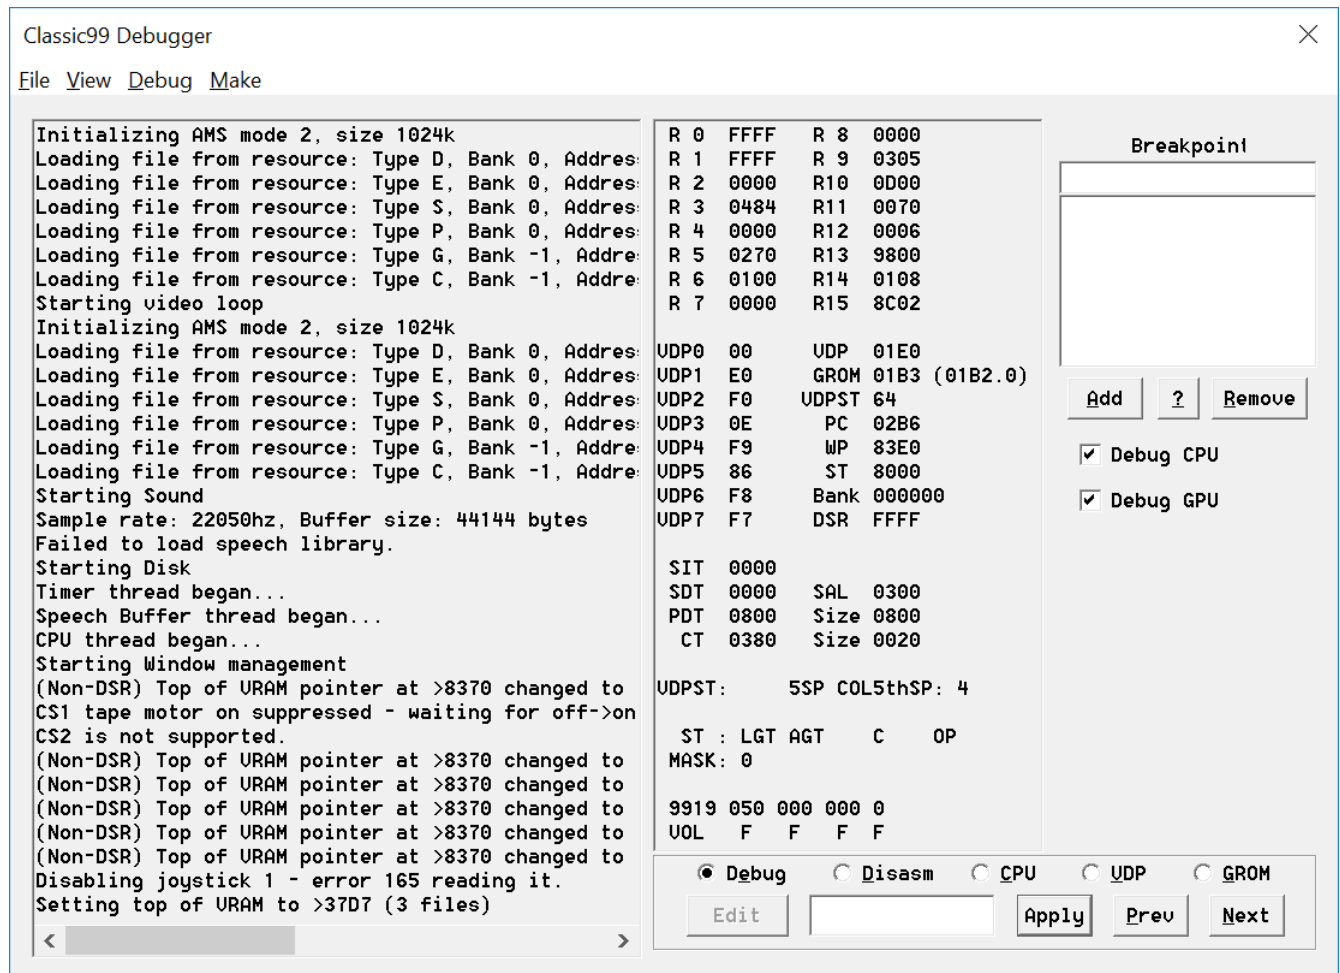 Classic99 Debugger
File View Debug Make
Initializing AMS mode 2, size 1024k
Loading file from resource: Type D, Bank 0, Addres
Loading file from resource: Type E, Bank 0, Addres
Loading file from resource: Type S, Bank 0, Addres
Loading file from resource: Type P, Bank 0, Addres
Loading file from resource: Type G, Bank -1, Addre
Loading file from resource: Type C, Bank -1, Addre
Starting video loop
Initializing AMS mode 2, size 1024k
Loading file from resource: Type D, Bank 0, Addres
Loading file from resource: Type E, Bank 0, Addres
Loading file from resource: Type S, Bank 0, Addres
Loading file from resource: Type P, Bank 0, Addres
Loading file from resource: Type G, Bank -1, Addre
Loading file from resource: Type C, Bank -1, Addre
Starting Sound
Sample rate: 22050hz, Buffer size: 44144 bytes
Failed to load speech library.
Starting Disk
Timer thread began...
Speech Buffer thread began...
CPU thread began...
Starting Window management
(Non-DSR) Top of VRAM pointer at >8370 changed to
CS1 tape motor on suppressed - waiting for off->on
CS2 is not supported.
(Non-DSR) Top of VRAM pointer at >8370 changed to
(Non-DSR) Top of VRAM pointer at >8370 changed to
(Non-DSR) Top of VRAM pointer at >8370 changed to
(Non-DSR) Top of VRAM pointer at >8370 changed to
(Non-DSR) Top of VRAM pointer at >8370 changed to
Disabling joystick 1 - error 165 reading it.
Setting top of VRAM to >37D7 (3 files)
R 0 FFFF R 8 0000
R 1 FFFF R 9 0305
R 2 0000 R10 0D00
R 3 0484 R11 0070
R 4 0000 R12 0006
R 5 0270 R13 9800
R 6 0100 R14 0108
R 7 0000 R15 8C02
VDP0 00 VDP 01E0
VDP1 E0 GROM 01B3 (01B2.0)
VDP2 F0 VDPST 64
VDP3 0E PC 02B6
VDP4 F9 WP 83E0
VDP5 86 ST 8000
VDP6 F8 Bank 000000
VDP7 F7 DSR FFFF
SIT 0000
SDT 0000 SAL 0300
PDT 0800 Size 0800
CT 0380 Size 0020
VDPST: 5SP COL5thSP: 4
ST : LGT AGT C OP
MASK: 0
9919 050 000 000 0
VOL F F F F
Breakpoint
Add ? Remove
Debug CPU
Debug GPU
Debug Disasm CPU VDP GROM
Edit Apply Prev Next